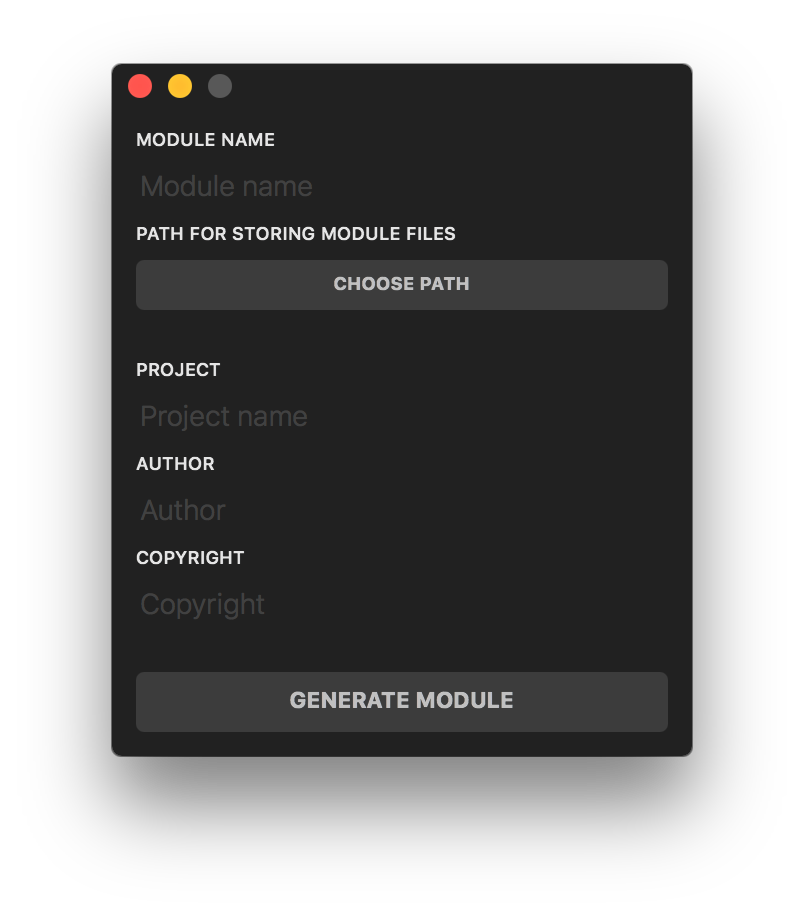 MODULE NAME
Module name
PATH FOR STORING MODULE FILES
CHOOSE PATH
PROJECT
Project name
AUTHOR
Author
COPYRIGHT
Copyright
GENERATE MODULE